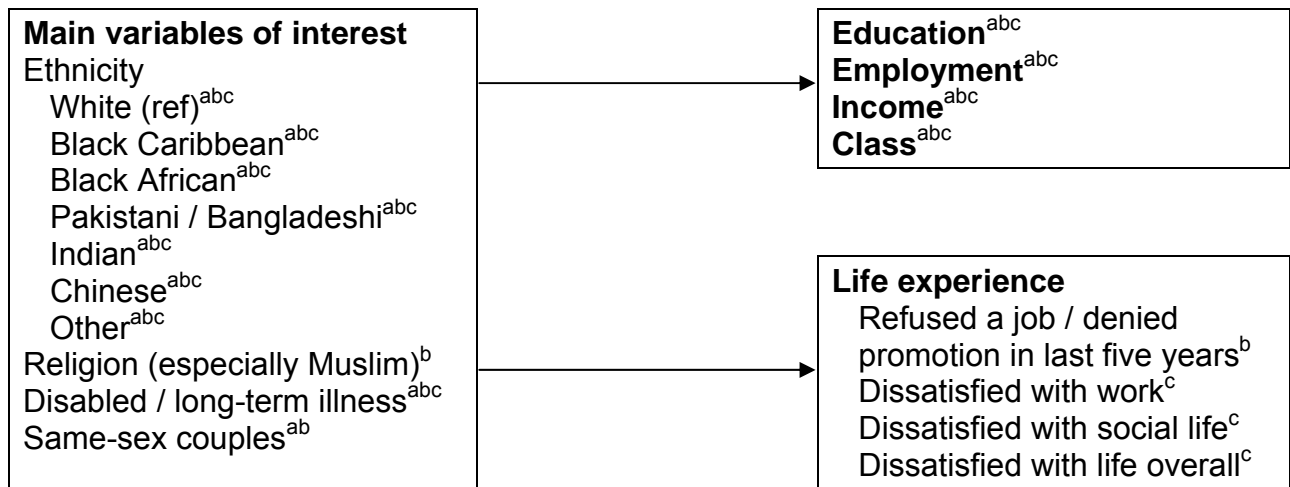 Main variables of interest
Ethnicity
White (ref)abc
Black Caribbeanabc
Black Africanabc
Pakistani / Bangladeshiabc
Indianabc
Chineseabc
Otherabc
Religion (especially Muslim)b
Disabled / long-term illnessabc
Same-sex couplesab
Educationabc
Employmentabc
Incomeabc
Classabc
Life experience
Refused a job / denied
promotion in last five yearsb
Dissatisfied with workc
Dissatisfied with social lifec
Dissatisfied with life overallc